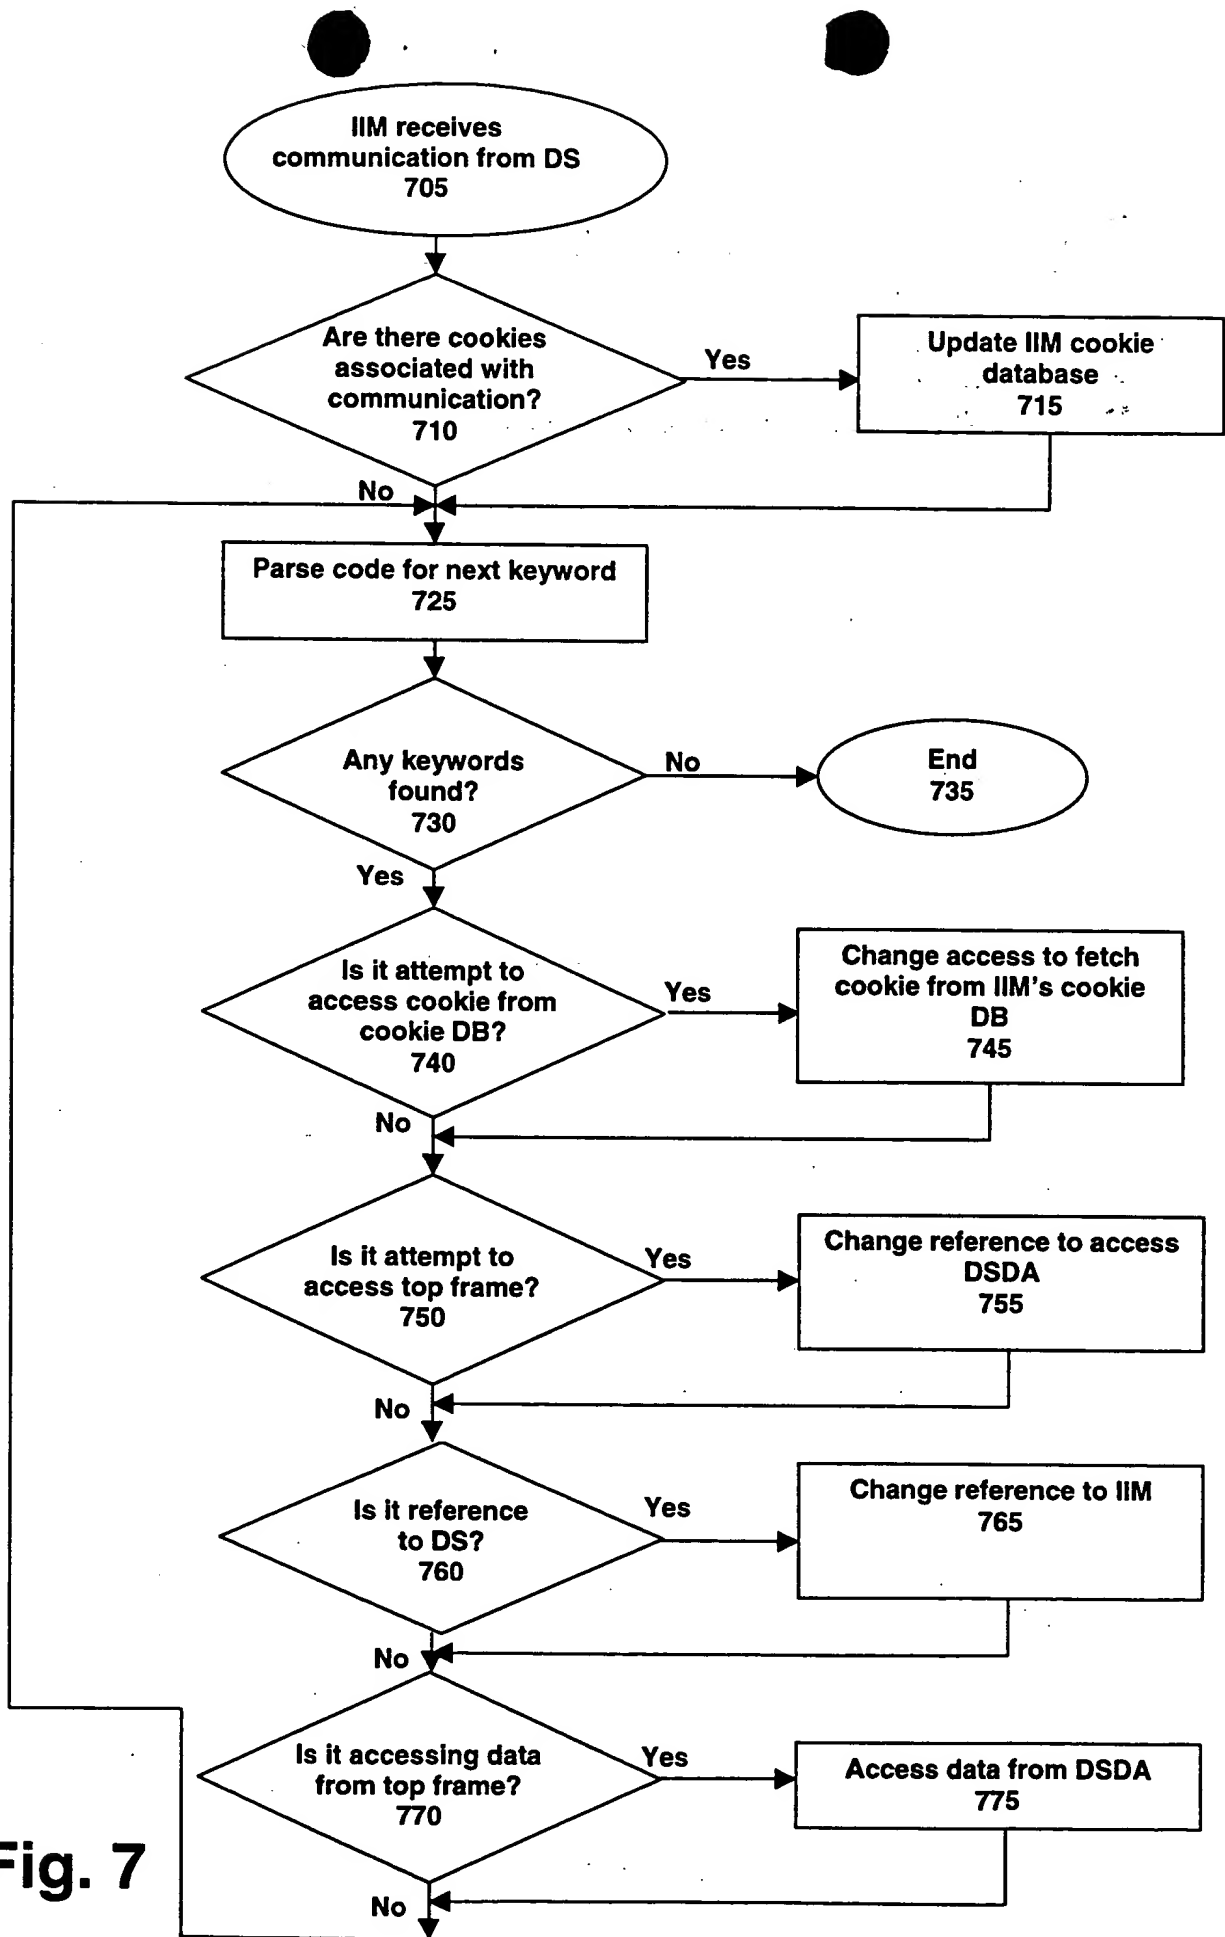 IIM receives
communication from DS
705
Are there cookies
associated with
communication?
710
Yes
Update IIM cookie
database
715
No
Parse code for next keyword
725
Any keywords
found?
730
No
End
735
Yes
Is it attempt to
access cookie from
cookie DB?
740
Yes
Change access to fetch
cookie from IIM's cookie
DB
745
No
Is it attempt to
access top frame?
750
Yes
Change reference to access
DSDA
755
No
Is it reference
to DS?
760
Yes
Change reference to IIM
765
No
Is it accessing data
from top frame?
770
Yes
Access data from DSDA
775
No
Fig. 7